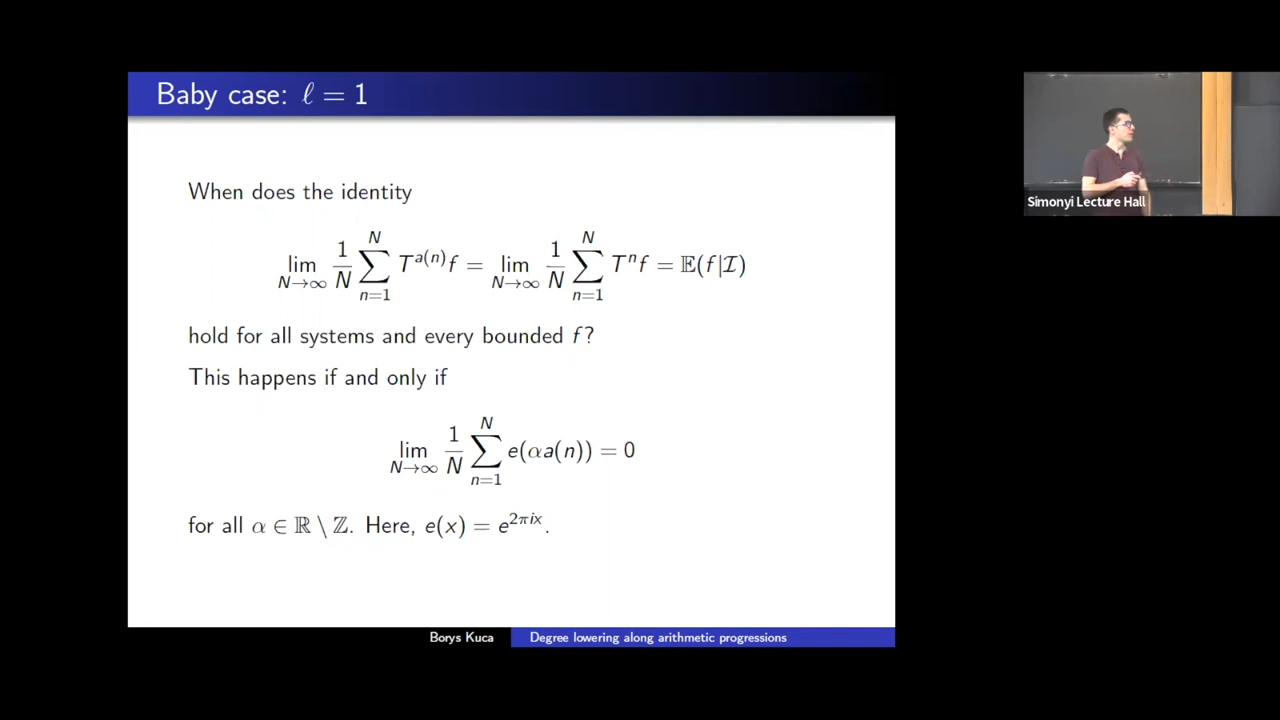 Baby case: ℓ = 1
When does the identity
lim_{N→∞} 1/N ∑_{n=1}^{N} T^{a(n)} f = lim_{N→∞} 1/N ∑_{n=1}^{N} T^n f = 𝔼(f|ℐ)
hold for all systems and every bounded f?
This happens if and only if
lim_{N→∞} 1/N ∑_{n=1}^{N} e(αa(n)) = 0
for all α ∈ ℝ \ ℤ. Here, e(x) = e^{2πix}.
Borys Kuca
Degree lowering along arithmetic progressions
Simonyi Lecture Hall